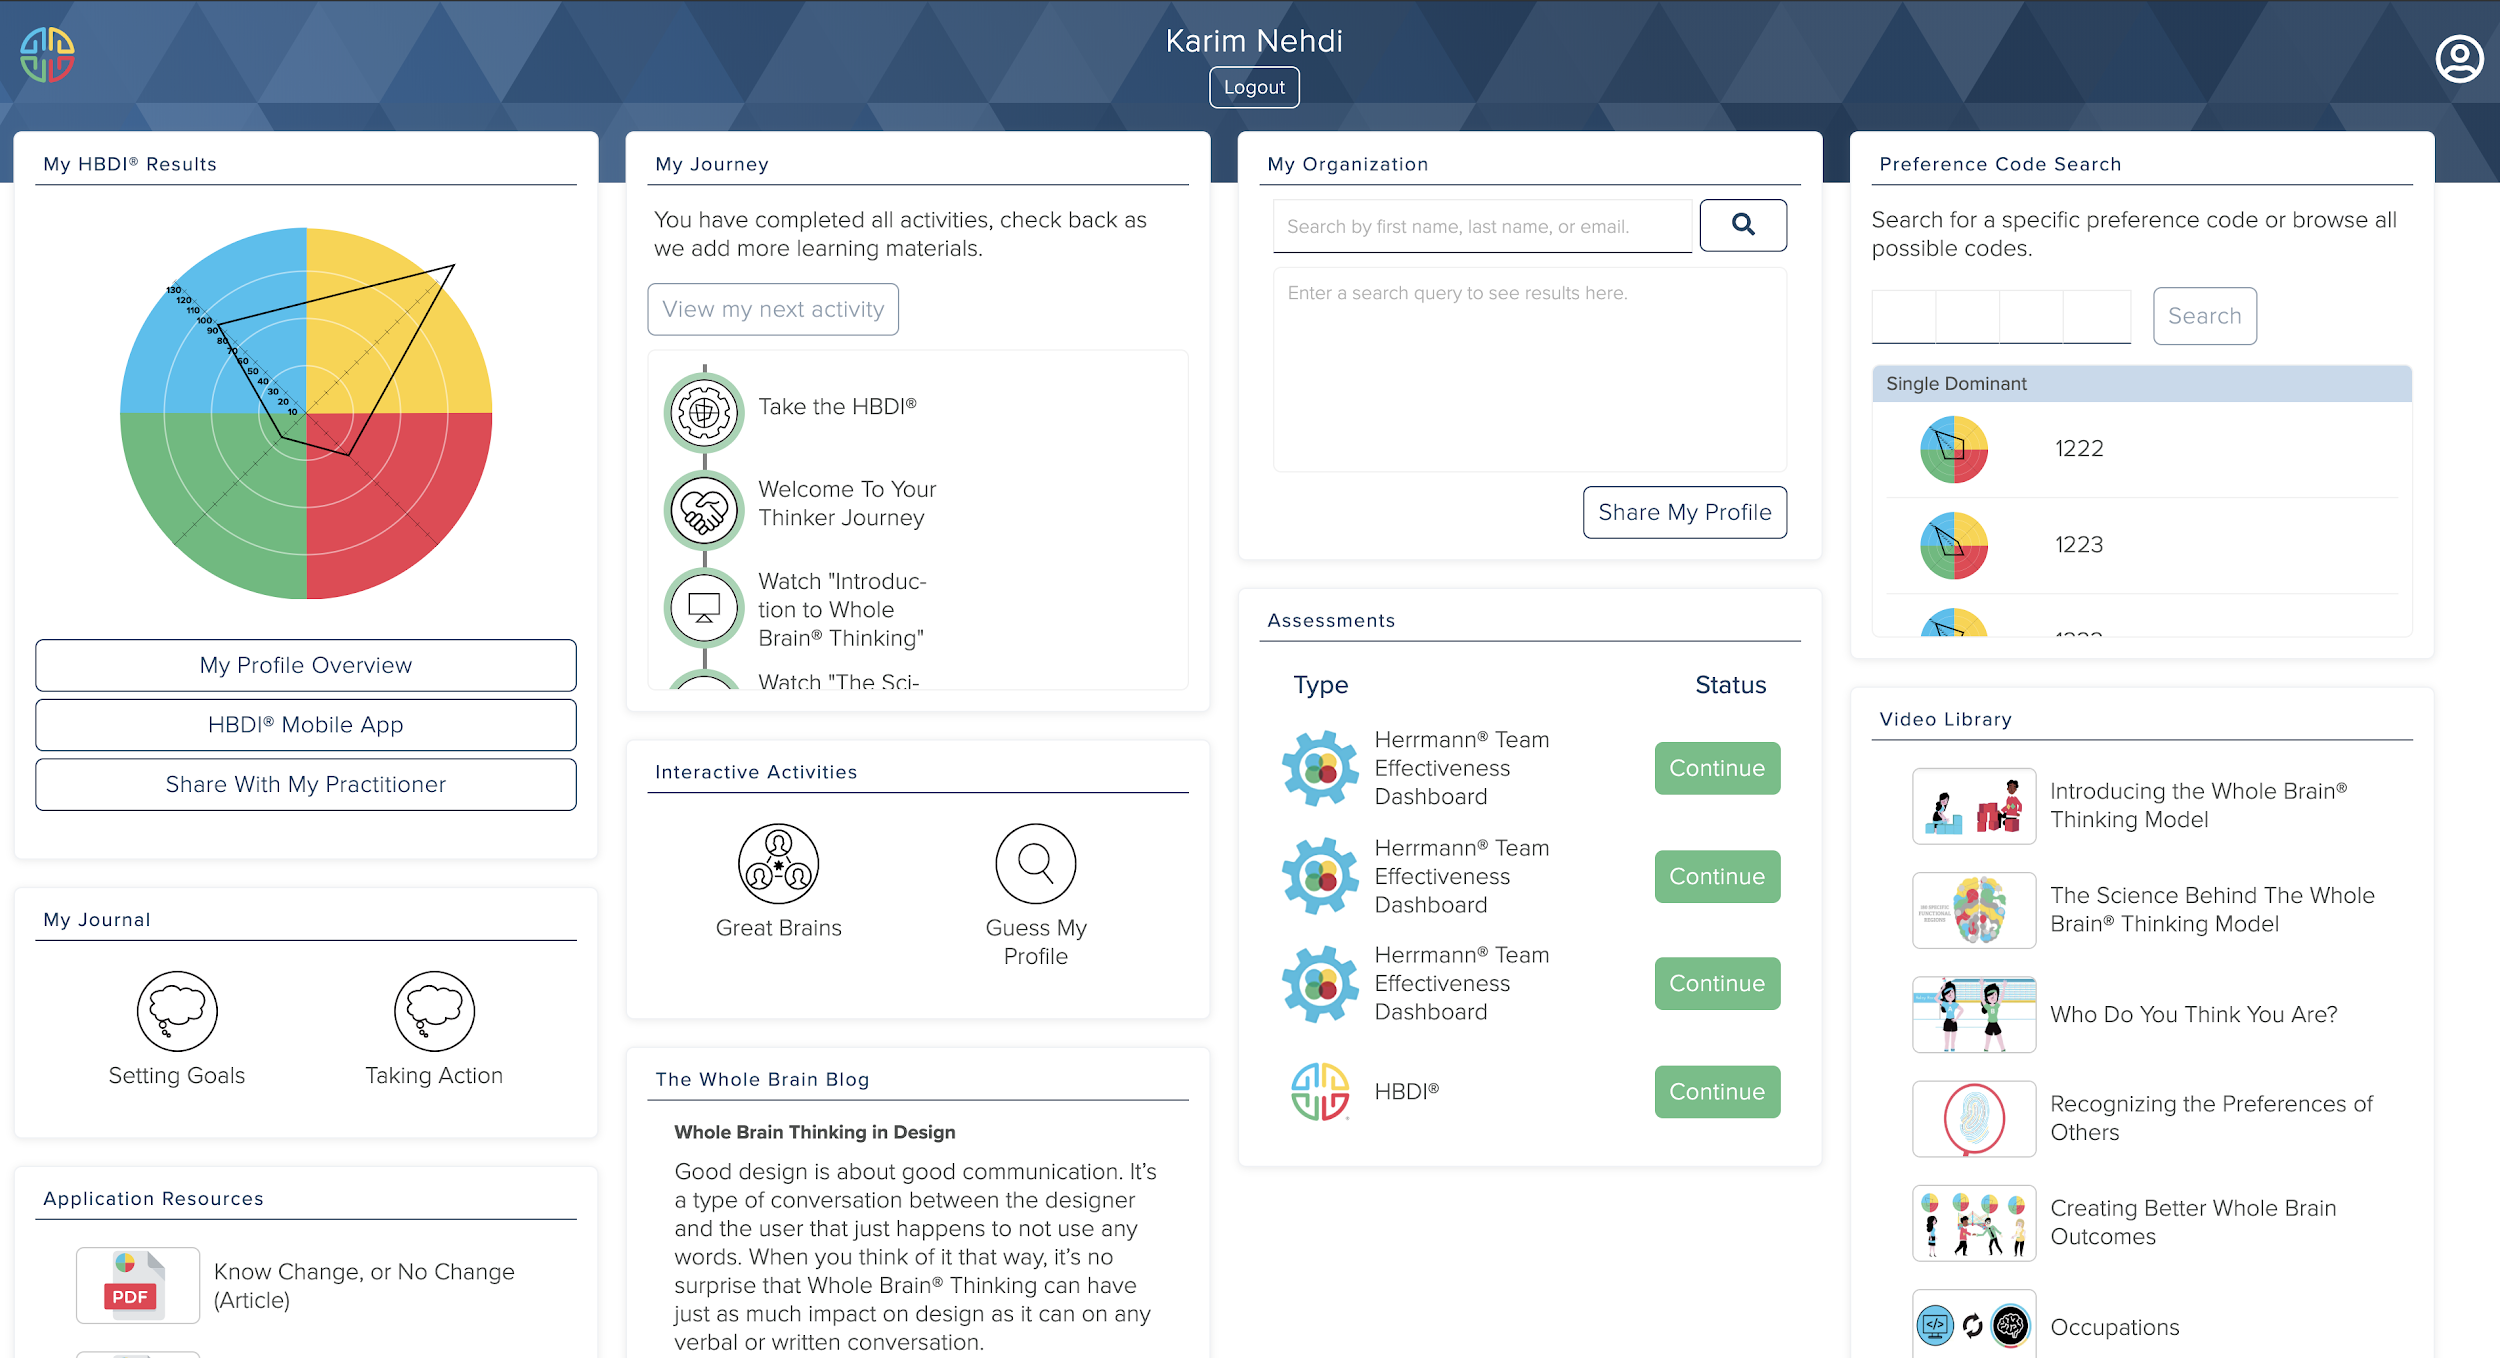 Karim Nehdi
Logout
My HBDI® Results
130
120
110
100
90
80
70
60
50
40
30
20
10
My Profile Overview
HBDI® Mobile App
Share With My Practitioner
My Journal
Setting Goals
Taking Action
Application Resources
PDF
Know Change, or No Change
(Article)
My Journey
You have completed all activities, check back as
we add more learning materials.
View my next activity
Take the HBDI®
Welcome To Your
Thinker Journey
Watch "Introduc-
tion to Whole
Brain® Thinking"
Watch "The Sci-
Interactive Activities
Great Brains
Guess My
Profile
The Whole Brain Blog
Whole Brain Thinking in Design
Good design is about good communication. It’s
a type of conversation between the designer
and the user that just happens to not use any
words. When you think of it that way, it’s no
surprise that Whole Brain® Thinking can have
just as much impact on design as it can on any
verbal or written conversation.
My Organization
Search by first name, last name, or email.
Enter a search query to see results here.
Share My Profile
Assessments
Type
Status
Herrmann® Team
Effectiveness
Dashboard
Continue
Herrmann® Team
Effectiveness
Dashboard
Continue
Herrmann® Team
Effectiveness
Dashboard
Continue
HBDI®
Continue
Preference Code Search
Search for a specific preference code or browse all
possible codes.
Search
Single Dominant
1222
1223
Video Library
Introducing the Whole Brain®
Thinking Model
The Science Behind The Whole
Brain® Thinking Model
Who Do You Think You Are?
Recognizing the Preferences of
Others
Creating Better Whole Brain
Outcomes
Occupations